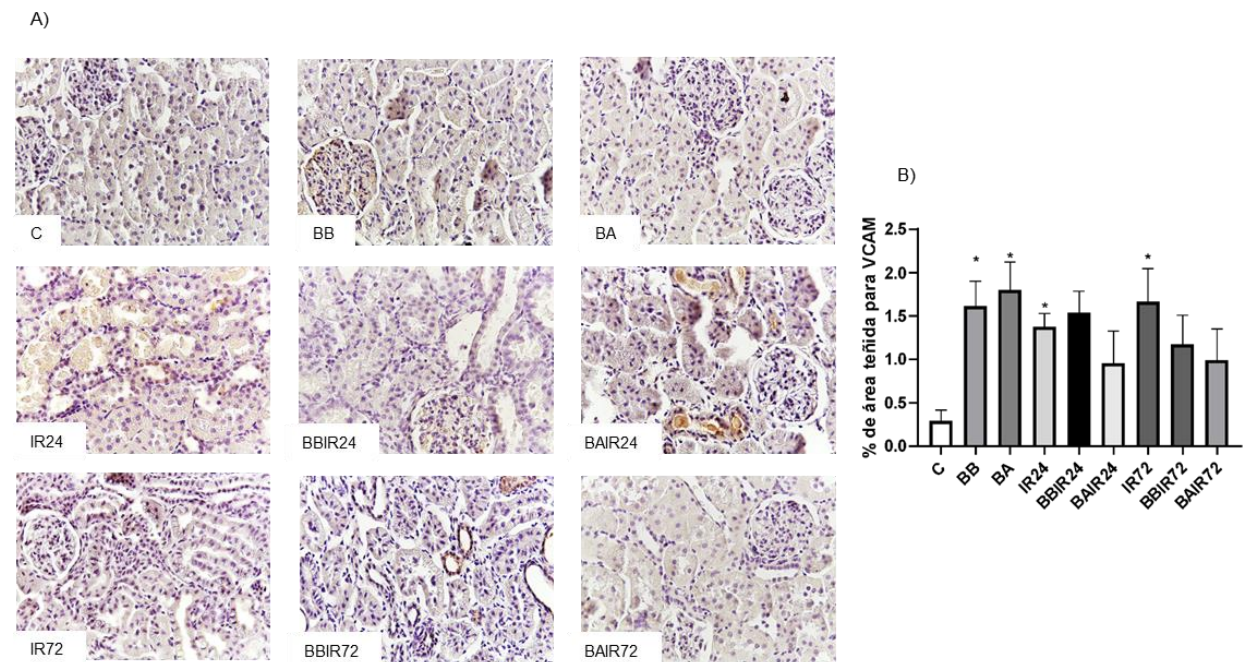 A)
C
BB
BA
IR24
BBIR24
BAIR24
IR72
BBIR72
BAIR72
B)
% de área teñida para VCAM
2.5
2.0
1.5
1.0
0.5
0.0
* * * *
C BB BA IR24 BBIR24 BAIR24 IR72 BBIR72 BAIR72